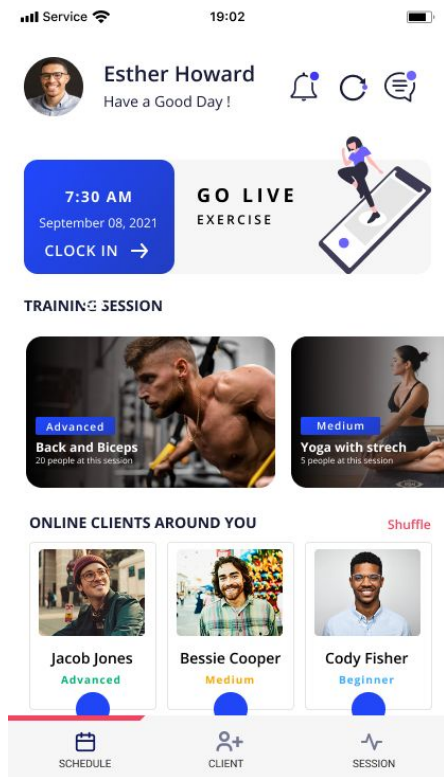 Service
19:02
Esther Howard
Have a Good Day !
7:30 AM
September 08, 2021
CLOCK IN →
GO LIVE
EXERCISE
TRAINING SESSION
Advanced
Back and Biceps
20 people at this session
Medium
Yoga with strech
5 people at this session
ONLINE CLIENTS AROUND YOU
Shuffle
Jacob Jones
Advanced
Bessie Cooper
Medium
Cody Fisher
Beginner
SCHEDULE
CLIENT
SESSION